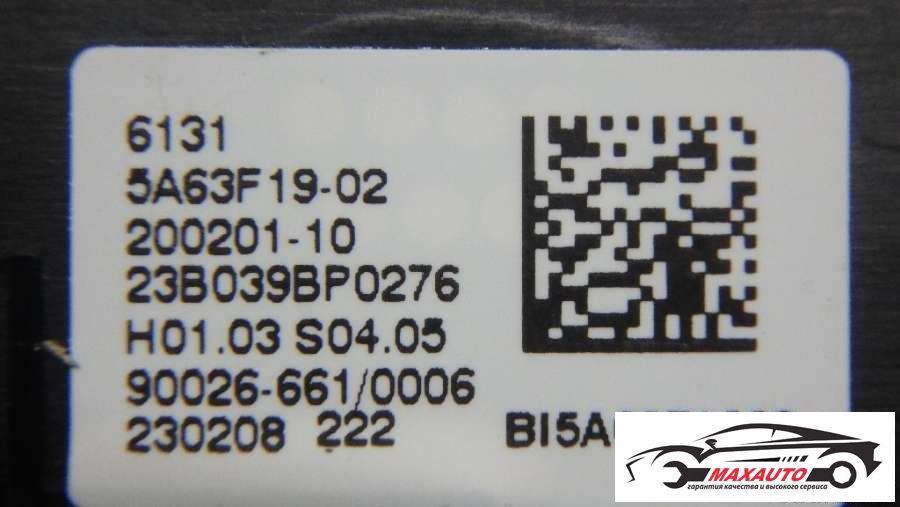 6131
5A63F19-02
200201-10
23B039BP0276
H01.03 S04.05
90026-661/0006
230208 222
MAXAUTO
гарантия качества и высокого сервиса